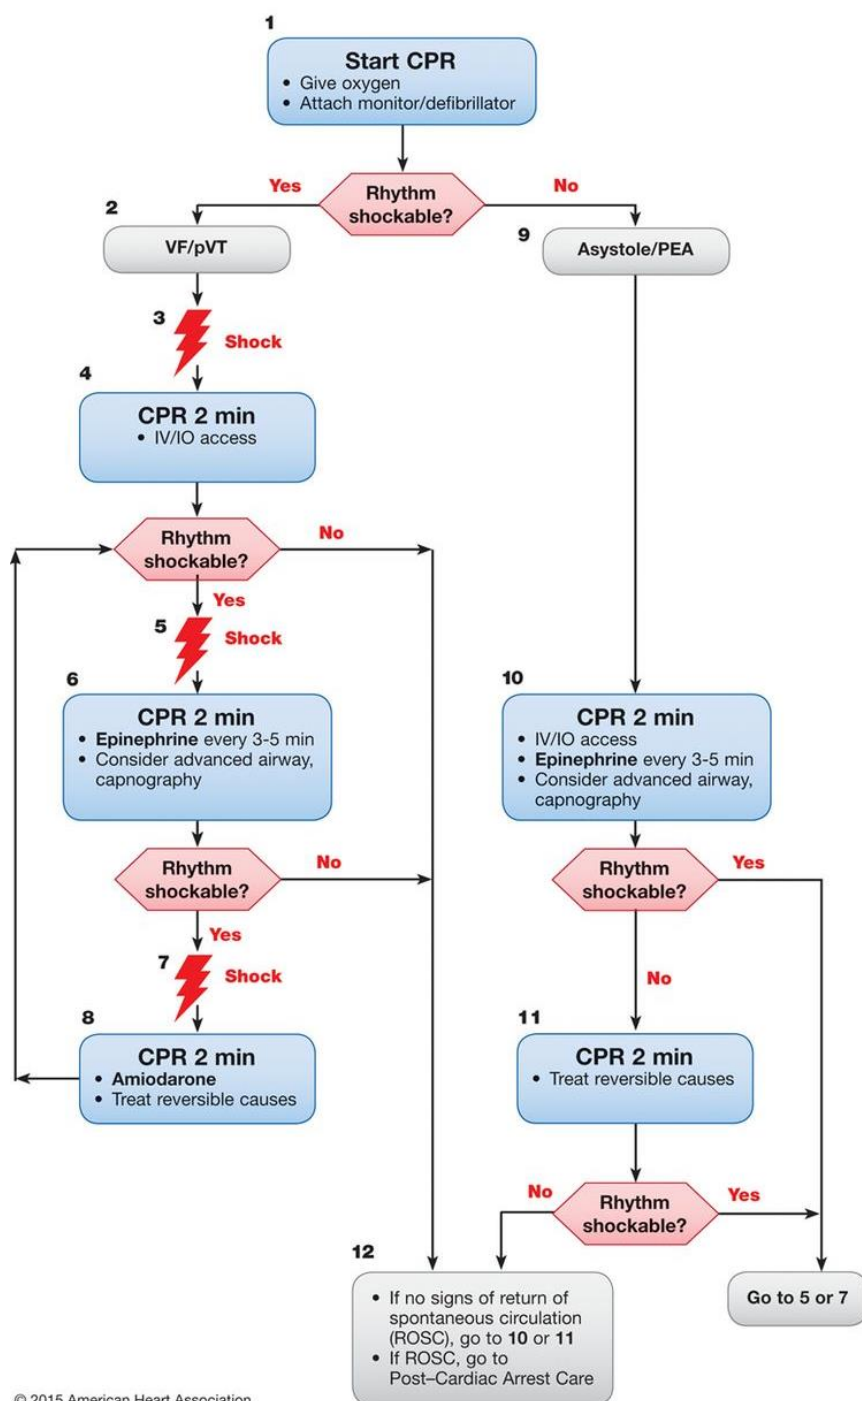 1
Start CPR
• Give oxygen
• Attach monitor/defibrillator
Rhythm
shockable?
Yes
No
2
VF/pVT
9
Asystole/PEA
3
Shock
4
CPR 2 min
• IV/IO access
Rhythm
shockable?
No
Yes
5
Shock
6
CPR 2 min
• Epinephrine every 3-5 min
• Consider advanced airway,
capnography
10
CPR 2 min
• IV/IO access
• Epinephrine every 3-5 min
• Consider advanced airway,
capnography
Rhythm
shockable?
No
Yes
Rhythm
shockable?
Yes
No
7
Shock
8
CPR 2 min
• Amiodarone
• Treat reversible causes
11
CPR 2 min
• Treat reversible causes
Rhythm
shockable?
No
Yes
12
• If no signs of return of
spontaneous circulation
(ROSC), go to 10 or 11
• If ROSC, go to
Post–Cardiac Arrest Care
Go to 5 or 7
© 2015 American Heart Association